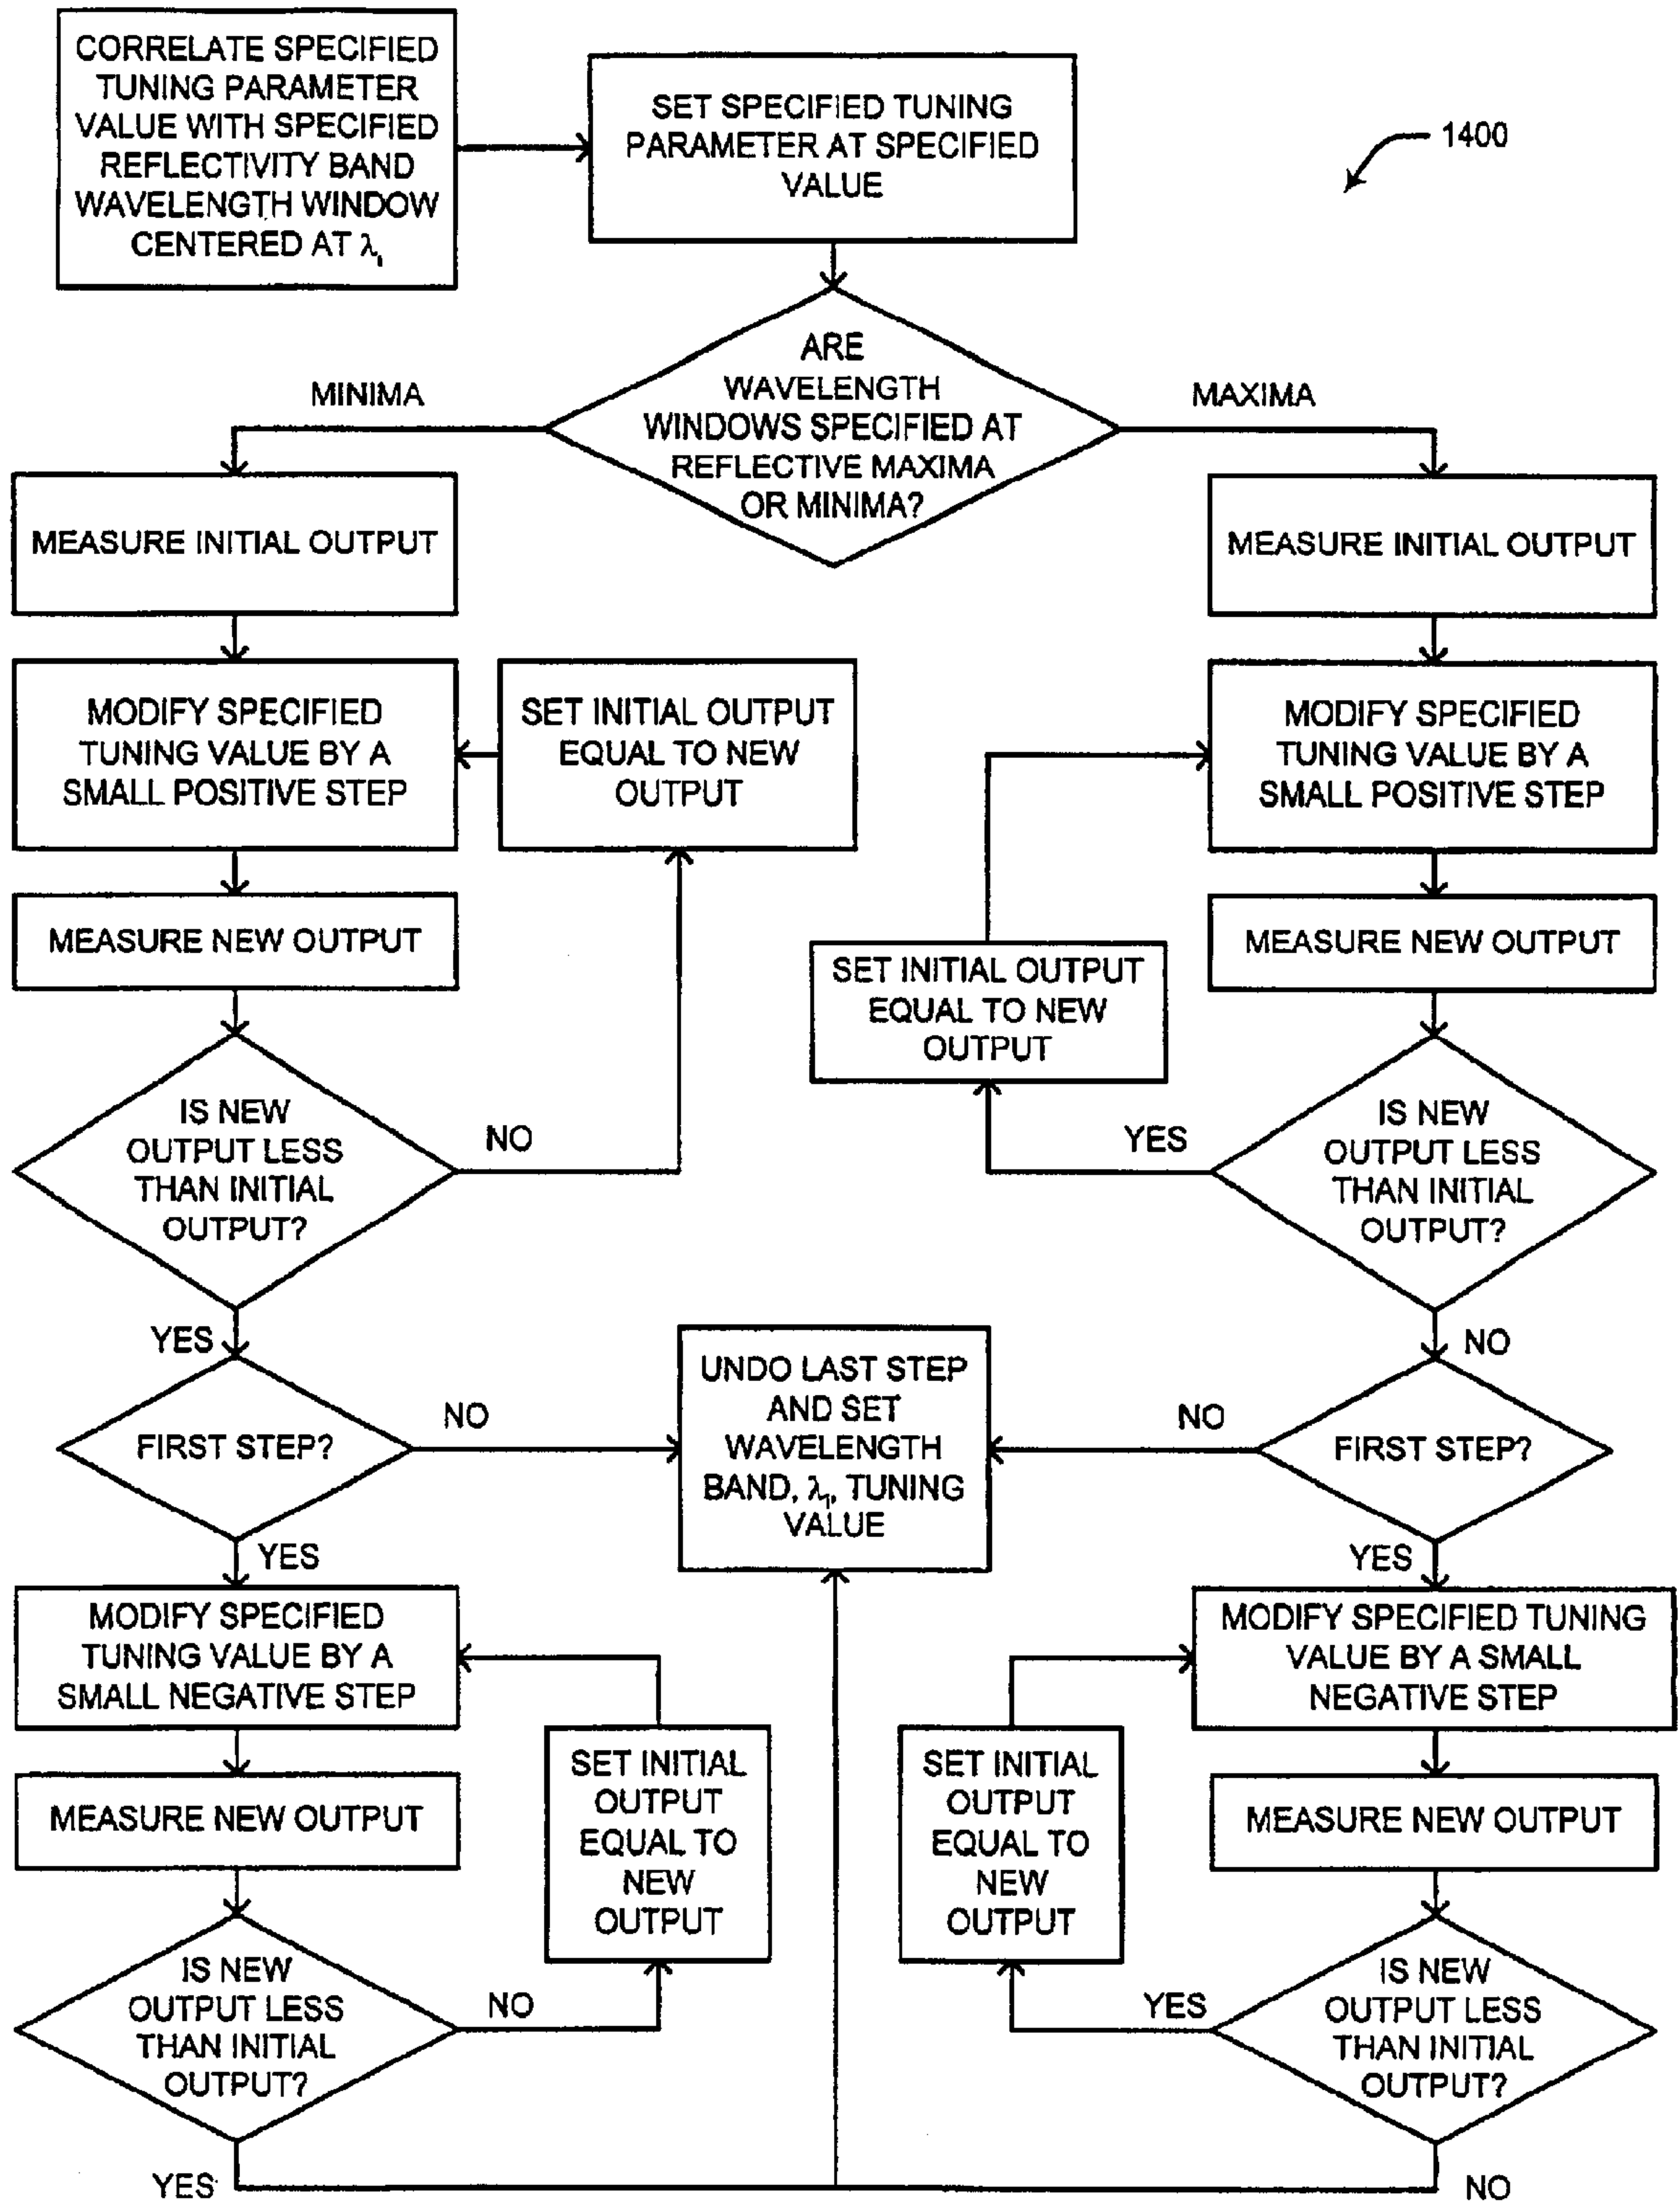 CORRELATE SPECIFIED
TUNING PARAMETER
VALUE WITH SPECIFIED
REFLECTIVITY BAND
WAVELENGTH WINDOW
CENTERED AT λ₁
SET SPECIFIED TUNING
PARAMETER AT SPECIFIED
VALUE
1400
ARE
WAVELENGTH
WINDOWS SPECIFIED AT
REFLECTIVE MAXIMA
OR MINIMA?
MINIMA
MAXIMA
MEASURE INITIAL OUTPUT
MODIFY SPECIFIED
TUNING VALUE BY A
SMALL POSITIVE STEP
SET INITIAL OUTPUT
EQUAL TO NEW
OUTPUT
MEASURE NEW OUTPUT
IS NEW
OUTPUT LESS
THAN INITIAL
OUTPUT?
NO
YES
FIRST STEP?
NO
YES
MODIFY SPECIFIED
TUNING VALUE BY A
SMALL NEGATIVE STEP
MEASURE NEW OUTPUT
SET INITIAL
OUTPUT
EQUAL TO
NEW
OUTPUT
IS NEW
OUTPUT LESS
THAN INITIAL
OUTPUT?
NO
YES
UNDO LAST STEP
AND SET
WAVELENGTH
BAND, λ₁, TUNING
VALUE
MEASURE INITIAL OUTPUT
MODIFY SPECIFIED
TUNING VALUE BY A
SMALL POSITIVE STEP
MEASURE NEW OUTPUT
SET INITIAL OUTPUT
EQUAL TO NEW
OUTPUT
IS NEW
OUTPUT LESS
THAN INITIAL
OUTPUT?
YES
NO
FIRST STEP?
NO
YES
MODIFY SPECIFIED TUNING
VALUE BY A SMALL
NEGATIVE STEP
MEASURE NEW OUTPUT
SET INITIAL
OUTPUT
EQUAL TO
NEW
OUTPUT
IS NEW
OUTPUT LESS
THAN INITIAL
OUTPUT?
YES
NO